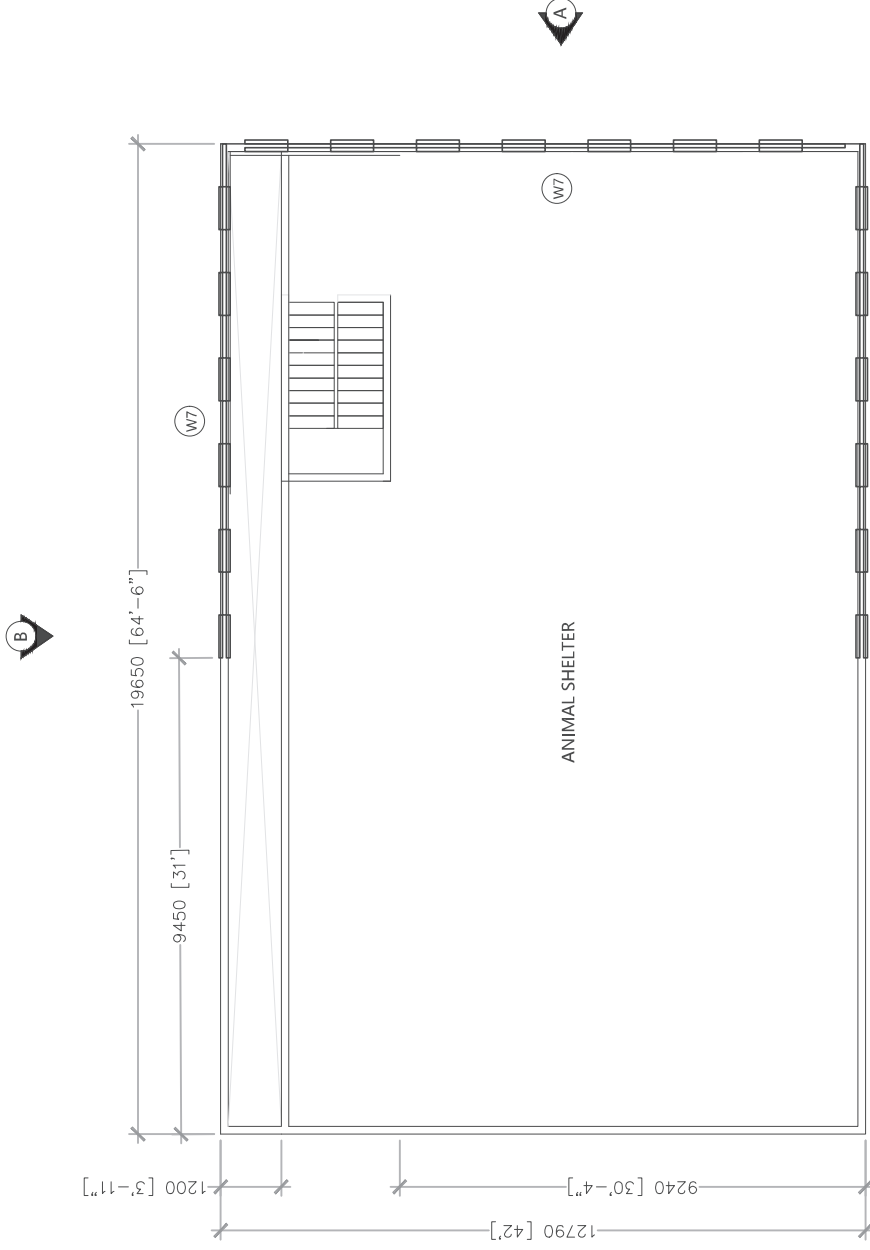 A
B
W7
W7
19650 [64'-6"]
9450 [31']
ANIMAL SHELTER
1200 [3'-11"]
9240 [30'-4"]
12790 [42']